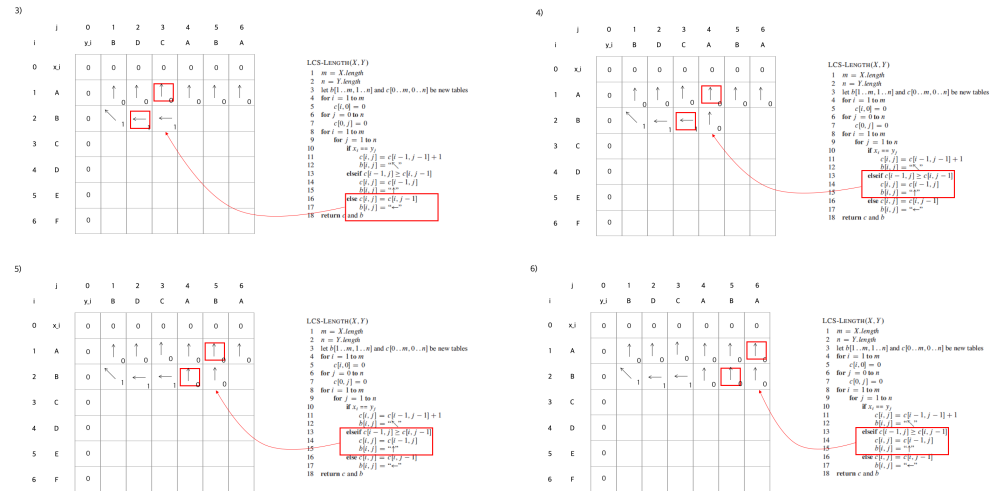 3)
j 0 1 2 3 4 5 6
i y_i B D C A B A
0 x_i 0 0 0 0 0 0 0
1 A 0 ↑ 0 ↑ 0 ↑ 0 ↑ 0 ↑ 0 ↑ 0
2 B 0 ↖ 1 ← 1 ← 1
3 C 0
4 D 0
5 E 0
6 F 0
LCS-LENGTH(X, Y)
1 m = X.length
2 n = Y.length
3 let b[1..m, 1..n] and c[0..m, 0..n] be new tables
4 for i = 1 to m
5 c[i, 0] = 0
6 for j = 0 to n
7 c[0, j] = 0
8 for i = 1 to m
9 for j = 1 to n
10 if x_i == y_j
11 c[i, j] = c[i − 1, j − 1] + 1
12 b[i, j] = “↖”
13 elseif c[i − 1, j] ≥ c[i, j − 1]
14 c[i, j] = c[i − 1, j]
15 b[i, j] = “↑”
16 else c[i, j] = c[i, j − 1]
17 b[i, j] = “←”
18 return c and b
4)
j 0 1 2 3 4 5 6
i y_i B D C A B A
0 x_i 0 0 0 0 0 0 0
1 A 0 ↑ 0 ↑ 0 ↑ 0 ↑ 0 ↑ 0 ↑ 0
2 B 0 ↖ 1 ← 1 ← 1 ↑ 0
3 C 0
4 D 0
5 E 0
6 F 0
LCS-LENGTH(X, Y)
1 m = X.length
2 n = Y.length
3 let b[1..m, 1..n] and c[0..m, 0..n] be new tables
4 for i = 1 to m
5 c[i, 0] = 0
6 for j = 0 to n
7 c[0, j] = 0
8 for i = 1 to m
9 for j = 1 to n
10 if x_i == y_j
11 c[i, j] = c[i − 1, j − 1] + 1
12 b[i, j] = “↖”
13 elseif c[i − 1, j] ≥ c[i, j − 1]
14 c[i, j] = c[i − 1, j]
15 b[i, j] = “↑”
16 else c[i, j] = c[i, j − 1]
17 b[i, j] = “←”
18 return c and b
5)
j 0 1 2 3 4 5 6
i y_i B D C A B A
0 x_i 0 0 0 0 0 0 0
1 A 0 ↑ 0 ↑ 0 ↑ 0 ↑ 0 ↑ 0 ↑ 0
2 B 0 ↖ 1 ← 1 ← 1 ↑ 0 ↑ 0
3 C 0
4 D 0
5 E 0
6 F 0
LCS-LENGTH(X, Y)
1 m = X.length
2 n = Y.length
3 let b[1..m, 1..n] and c[0..m, 0..n] be new tables
4 for i = 1 to m
5 c[i, 0] = 0
6 for j = 0 to n
7 c[0, j] = 0
8 for i = 1 to m
9 for j = 1 to n
10 if x_i == y_j
11 c[i, j] = c[i − 1, j − 1] + 1
12 b[i, j] = “↖”
13 elseif c[i − 1, j] ≥ c[i, j − 1]
14 c[i, j] = c[i − 1, j]
15 b[i, j] = “↑”
16 else c[i, j] = c[i, j − 1]
17 b[i, j] = “←”
18 return c and b
6)
j 0 1 2 3 4 5 6
i y_i B D C A B A
0 x_i 0 0 0 0 0 0 0
1 A 0 ↑ 0 ↑ 0 ↑ 0 ↑ 0 ↑ 0 ↑ 0
2 B 0 ↖ 1 ← 1 ← 1 ↑ 0 ↑ 0 ↑ 0
3 C 0
4 D 0
5 E 0
6 F 0
LCS-LENGTH(X, Y)
1 m = X.length
2 n = Y.length
3 let b[1..m, 1..n] and c[0..m, 0..n] be new tables
4 for i = 1 to m
5 c[i, 0] = 0
6 for j = 0 to n
7 c[0, j] = 0
8 for i = 1 to m
9 for j = 1 to n
10 if x_i == y_j
11 c[i, j] = c[i − 1, j − 1] + 1
12 b[i, j] = “↖”
13 elseif c[i − 1, j] ≥ c[i, j − 1]
14 c[i, j] = c[i − 1, j]
15 b[i, j] = “↑”
16 else c[i, j] = c[i, j − 1]
17 b[i, j] = “←”
18 return c and b